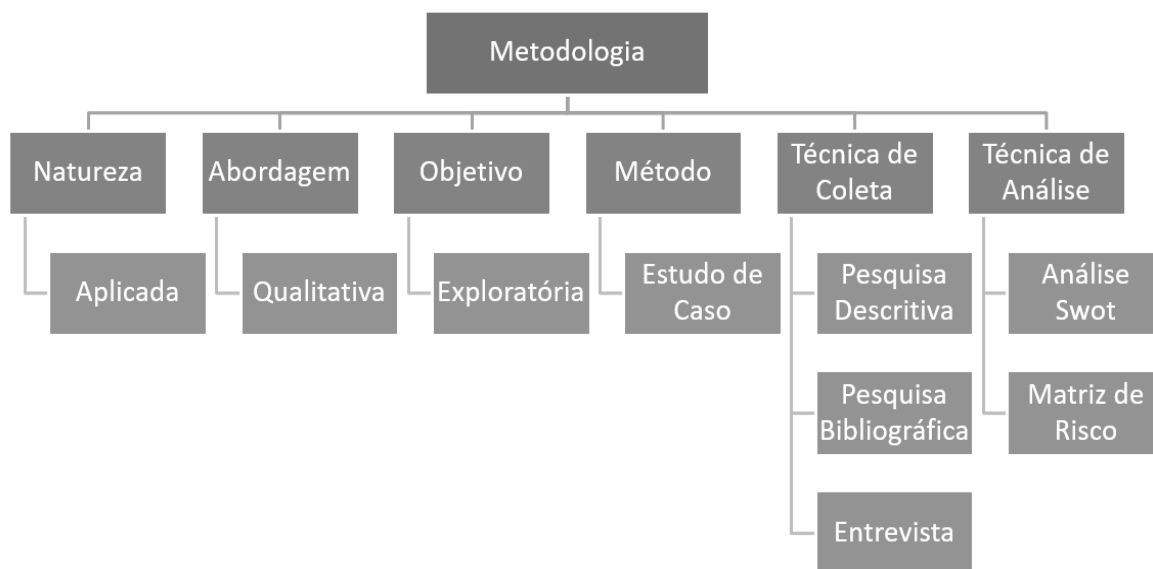 Metodologia
Natureza
Abordagem
Objetivo
Método
Técnica de
Coleta
Técnica de
Análise
Aplicada
Qualitativa
Exploratória
Estudo de
Caso
Pesquisa
Descritiva
Análise
Swot
Pesquisa
Bibliográfica
Matriz de
Risco
Entrevista